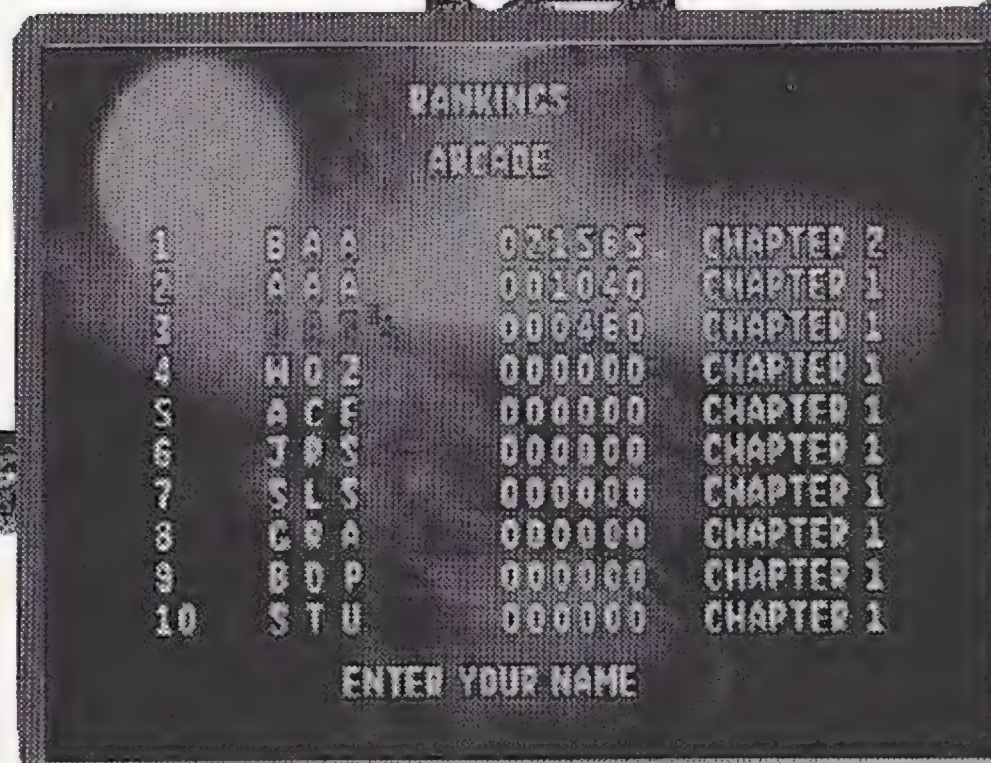 RANKINGS
ARCADE
1 B A A 021565 CHAPTER 2
2 A A A 001040 CHAPTER 1
3 000460 CHAPTER 1
4 W O Z 000000 CHAPTER 1
5 A C E 000000 CHAPTER 1
6 J R S 000000 CHAPTER 1
7 S L S 000000 CHAPTER 1
8 G R A 000000 CHAPTER 1
9 000000 CHAPTER 1
10 S T U 000000 CHAPTER 1
ENTER YOUR NAME